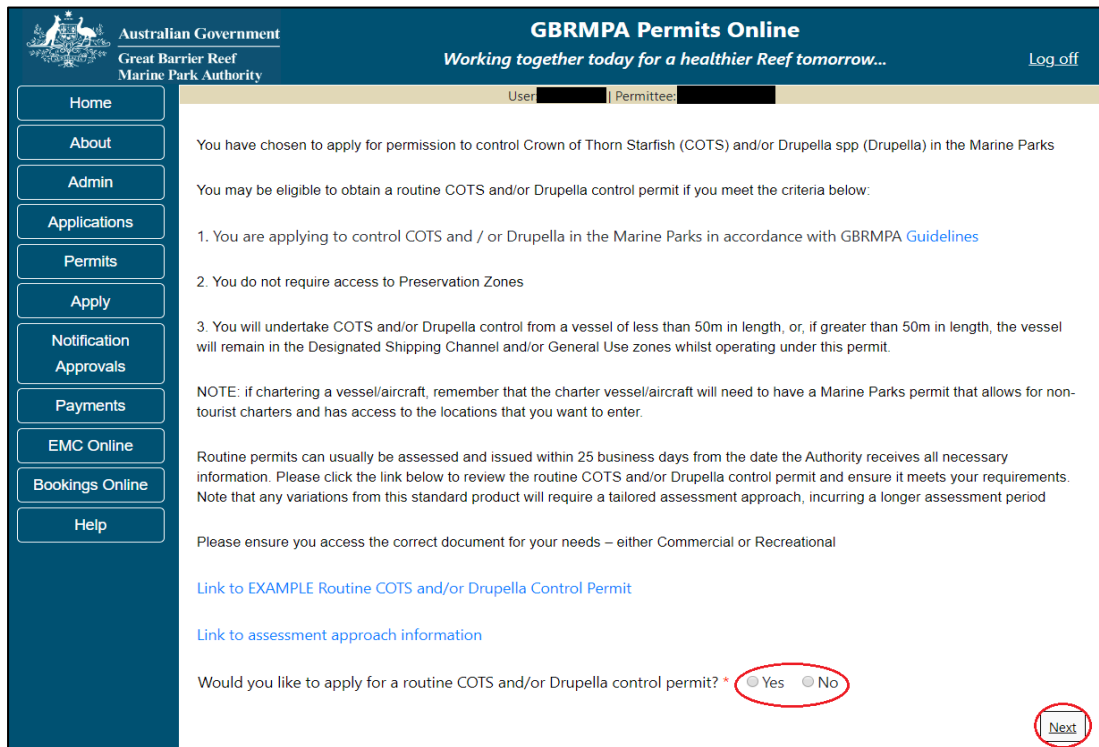 Australian Government
Great Barrier Reef
Marine Park Authority
GBRMPA Permits Online
Working together today for a healthier Reef tomorrow...
Log off
User: | Permittee:
Home
About
Admin
Applications
Permits
Apply
Notification
Approvals
Payments
EMC Online
Bookings Online
Help
You have chosen to apply for permission to control Crown of Thorn Starfish (COTS) and/or Drupella spp (Drupella) in the Marine Parks
You may be eligible to obtain a routine COTS and/or Drupella control permit if you meet the criteria below:
1. You are applying to control COTS and / or Drupella in the Marine Parks in accordance with GBRMPA Guidelines
2. You do not require access to Preservation Zones
3. You will undertake COTS and/or Drupella control from a vessel of less than 50m in length, or, if greater than 50m in length, the vessel
will remain in the Designated Shipping Channel and/or General Use zones whilst operating under this permit.
NOTE: if chartering a vessel/aircraft, remember that the charter vessel/aircraft will need to have a Marine Parks permit that allows for non-
tourist charters and has access to the locations that you want to enter.
Routine permits can usually be assessed and issued within 25 business days from the date the Authority receives all necessary
information. Please click the link below to review the routine COTS and/or Drupella control permit and ensure it meets your requirements.
Note that any variations from this standard product will require a tailored assessment approach, incurring a longer assessment period
Please ensure you access the correct document for your needs – either Commercial or Recreational
Link to EXAMPLE Routine COTS and/or Drupella Control Permit
Link to assessment approach information
Would you like to apply for a routine COTS and/or Drupella control permit? * Yes No
Next